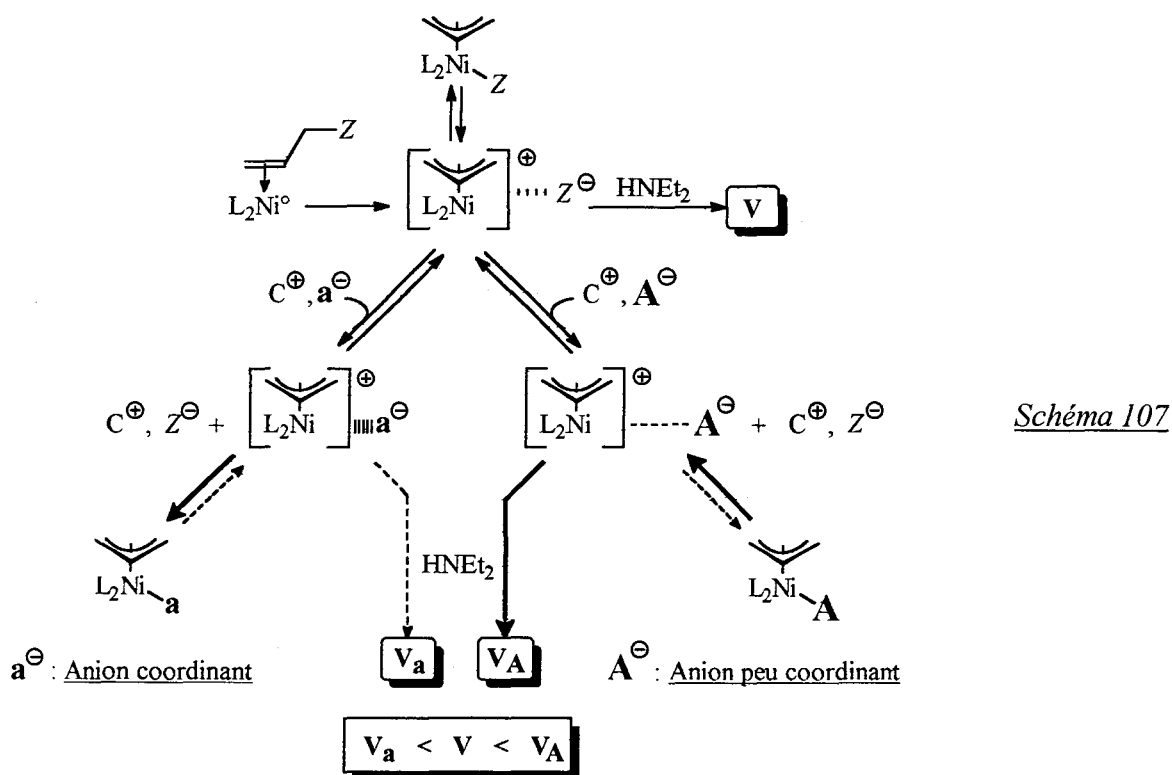 L₂Ni
Z
Z
L₂Ni°
L₂Ni
⊕
Z⊖
HNEt₂
V
C⊕, a⊖
C⊕, A⊖
C⊕, Z⊖ +
L₂Ni
⊕
a⊖
L₂Ni
⊕
A⊖ + C⊕, Z⊖
Schéma 107
L₂Ni
a
HNEt₂
L₂Ni
A
a⊖ : Anion coordinant
Va
VA
A⊖ : Anion peu coordinant
Va < V < VA